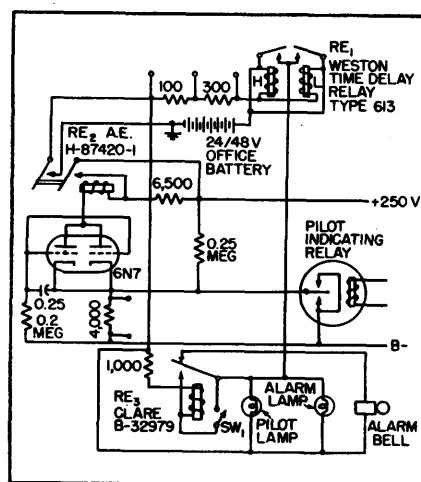 RE1
WESTON
TIME DELAY
RELAY
TYPE 613
100
300
H
L
RE2 A.E.
H-87420-1
24/48 V
OFFICE
BATTERY
6,500
+250 V
PILOT
INDICATING
RELAY
0.25
MEG
6N7
0.25
0.2
MEG
4,000
B-
1,000
RE3
CLARE
B-32979
SW1
ALARM
LAMP
PILOT
LAMP
ALARM
BELL